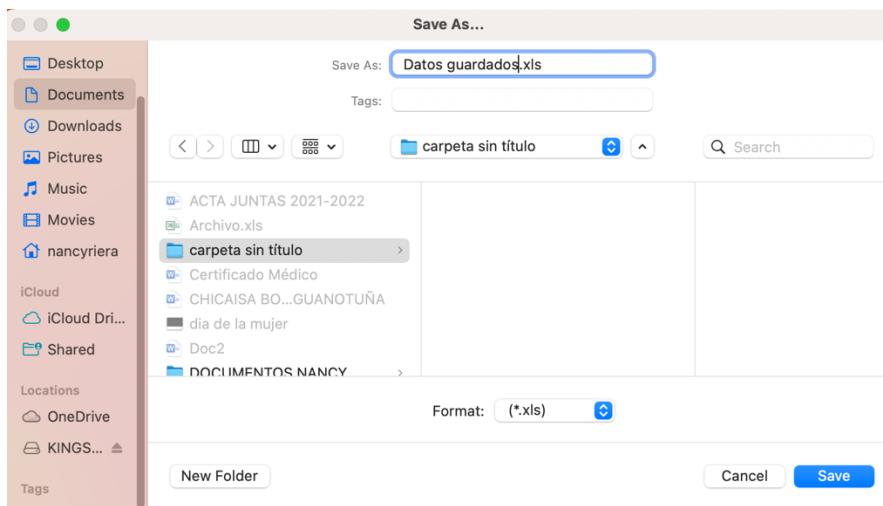 Save As...
Desktop
Documents
Downloads
Pictures
Music
Movies
nancyriera
iCloud
iCloud Dri...
Shared
Locations
OneDrive
KINGS...
Tags
Save As: Datos guardados.xls
Tags:
carpeta sin título
Search
ACTA JUNTAS 2021-2022
Archivo.xls
carpeta sin título
Certificado Médico
CHICAISA BO...GUANOTUÑA
dia de la mujer
Doc2
DOCUMENTOS NANCY
Format: (*.xls)
New Folder
Cancel
Save